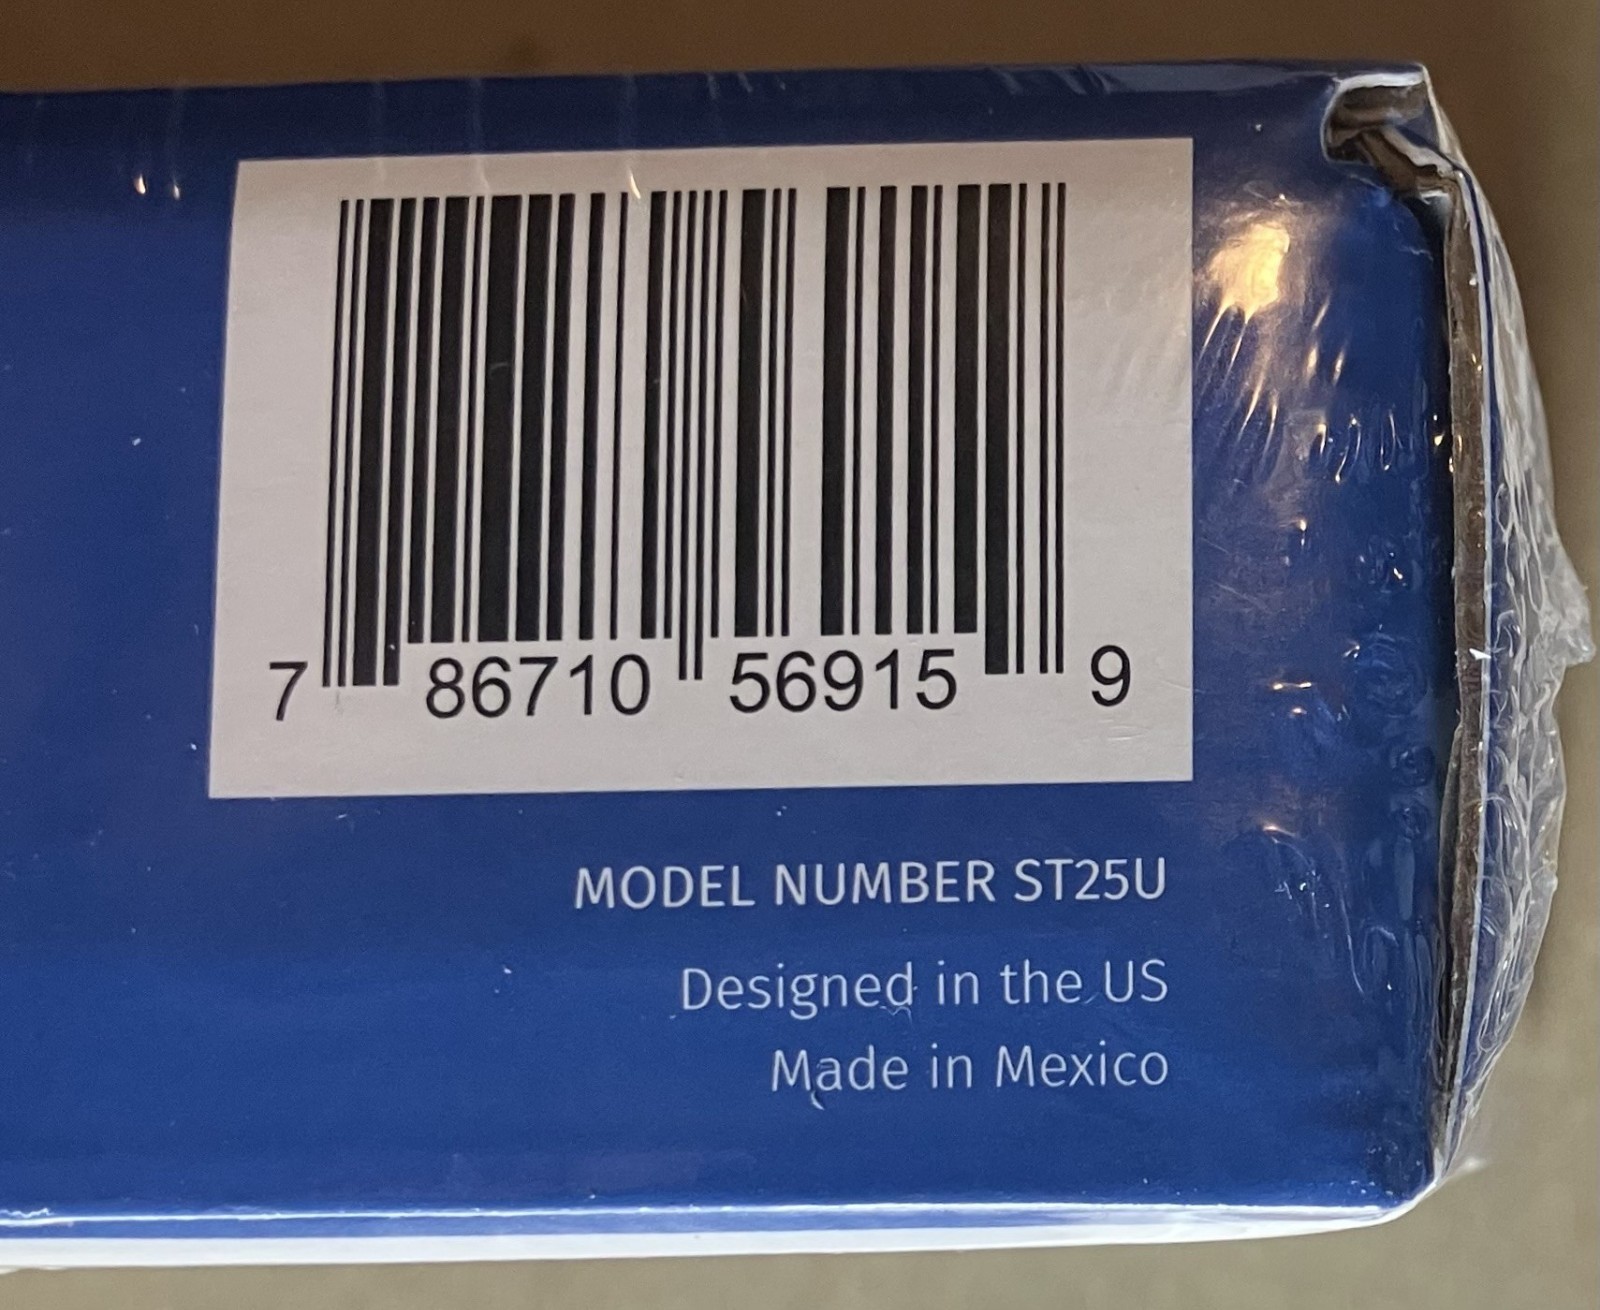 7 86710 56915 9
MODEL NUMBER ST25U
Designed in the US
Made in Mexico